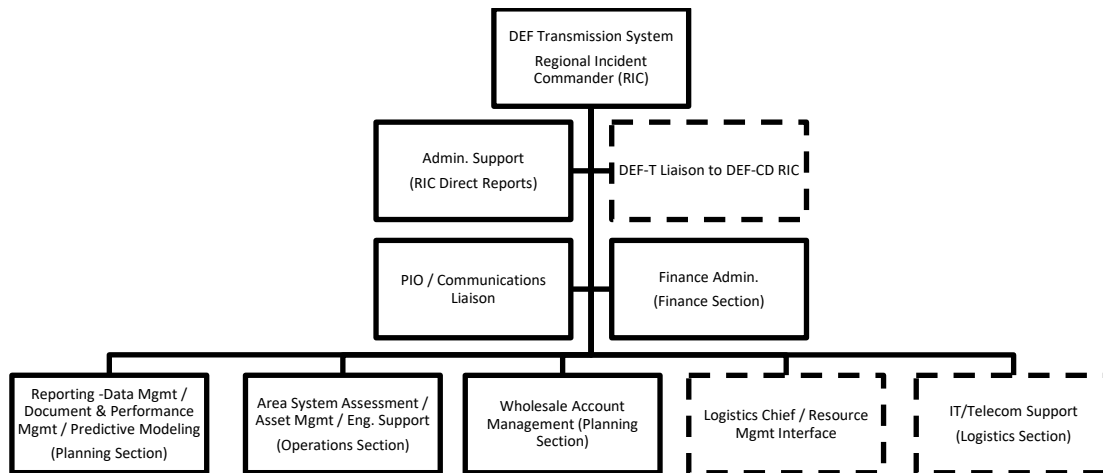 DEF Transmission System
Regional Incident
Commander (RIC)
Admin. Support
(RIC Direct Reports)
DEF-T Liaison to DEF-CD RIC
PIO / Communications
Liaison
Finance Admin.
(Finance Section)
Reporting -Data Mgmt /
Document & Performance
Mgmt / Predictive Modeling
(Planning Section)
Area System Assessment /
Asset Mgmt / Eng. Support
(Operations Section)
Wholesale Account
Management (Planning
Section)
Logistics Chief / Resource
Mgmt Interface
IT/Telecom Support
(Logistics Section)